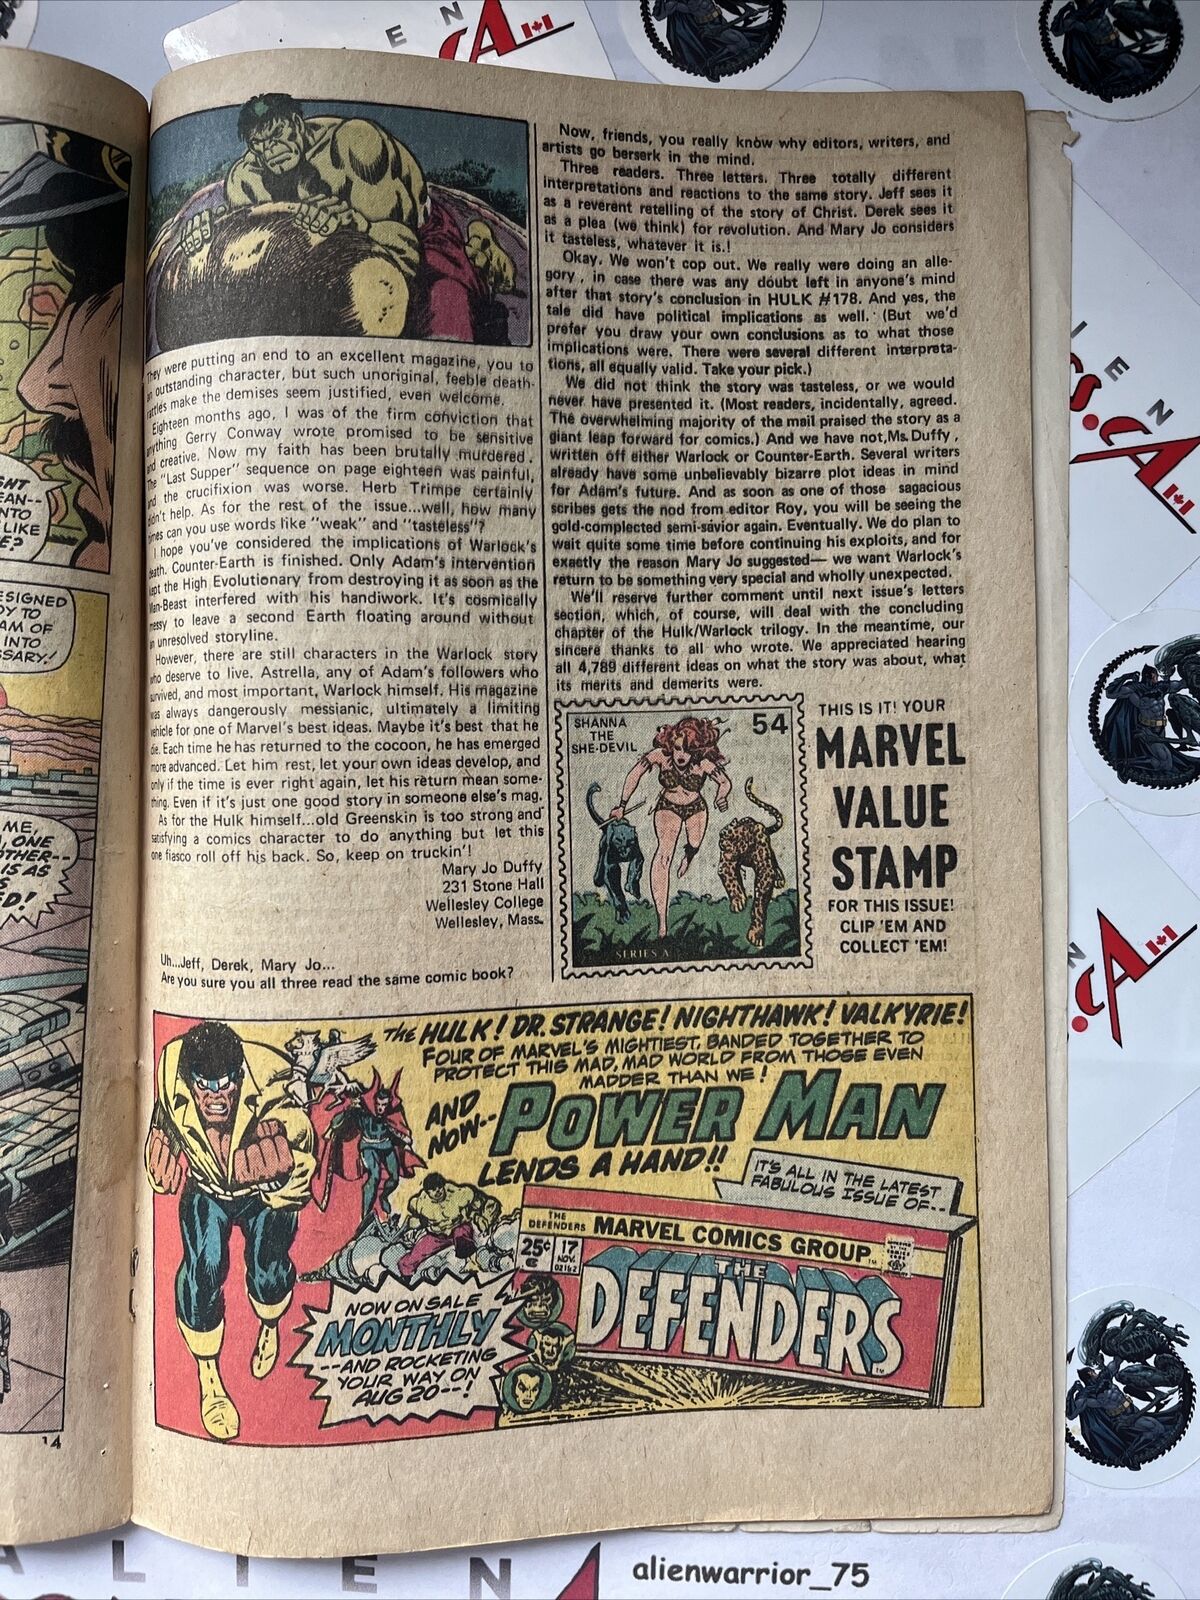 E N
CA
They were putting an end to an excellent magazine, you to
an outstanding character, but such unoriginal, feeble death-
rattles make the demises seem justified, even welcome.
Eighteen months ago, I was of the firm conviction that
anything Gerry Conway wrote promised to be sensitive
and creative. Now my faith has been brutally murdered.
The "Last Supper" sequence on page eighteen was painful,
and the crucifixion was worse. Herb Trimpe certainly
didn't help. As for the rest of the issue...well, how many
times can you use words like "weak" and "tasteless"?
I hope you've considered the implications of Warlock's
death. Counter-Earth is finished. Only Adam's intervention
kept the High Evolutionary from destroying it as soon as the
Man-Beast interfered with his handiwork. It's cosmically
messy to leave a second Earth floating around without
an unresolved storyline.
However, there are still characters in the Warlock story
who deserve to live. Astrella, any of Adam's followers who
survived, and most important, Warlock himself. His magazine
was always dangerously messianic, ultimately a limiting
vehicle for one of Marvel's best ideas. Maybe it's best that he
die. Each time he has returned to the cocoon, he has emerged
more advanced. Let him rest, let your own ideas develop, and
only if the time is ever right again, let his return mean some-
thing. Even if it's just one good story in someone else's mag.
As for the Hulk himself...old Greenskin is too strong and
satisfying a comics character to do anything but let this
one fiasco roll off his back. So, keep on truckin'!
Mary Jo Duffy
231 Stone Hall
Wellesley College
Wellesley, Mass.
Uh...Jeff, Derek, Mary Jo...
Are you sure you all three read the same comic book?
Now, friends, you really know why editors, writers, and
artists go berserk in the mind.
Three readers. Three letters. Three totally different
interpretations and reactions to the same story. Jeff sees it
as a reverent retelling of the story of Christ. Derek sees it
as a plea (we think) for revolution. And Mary Jo considers
it tasteless, whatever it is.!
Okay. We won't cop out. We really were doing an alle-
gory, in case there was any doubt left in anyone's mind
after that story's conclusion in HULK #178. And yes, the
tale did have political implications as well. (But we'd
prefer you draw your own conclusions as to what those
implications were. There were several different interpreta-
tions, all equally valid. Take your pick.)
We did not think the story was tasteless, or we would
never have presented it. (Most readers, incidentally, agreed.
The overwhelming majority of the mail praised the story as a
giant leap forward for comics.) And we have not, Ms. Duffy,
written off either Warlock or Counter-Earth. Several writers
already have some unbelievably bizarre plot ideas in mind
for Adam's future. And as soon as one of those sagacious
scribes gets the nod from editor Roy, you will be seeing the
gold-complected semi-savior again. Eventually. We do plan to
wait quite some time before continuing his exploits, and for
exactly the reason Mary Jo suggested— we want Warlock's
return to be something very special and wholly unexpected.
We'll reserve further comment until next issue's letters
section, which, of course, will deal with the concluding
chapter of the Hulk/Warlock trilogy. In the meantime, our
sincere thanks to all who wrote. We appreciated hearing
all 4,789 different ideas on what the story was about, what
its merits and demerits were.
SHANNA
THE
SHE-DEVIL
54
SERIES A
THIS IS IT! YOUR
MARVEL
VALUE
STAMP
FOR THIS ISSUE!
CLIP 'EM AND
COLLECT 'EM!
THE HULK! DR. STRANGE! NIGHTHAWK! VALKYRIE!
FOUR OF MARVEL'S MIGHTIEST, BANDED TOGETHER TO
PROTECT THIS MAD, MAD WORLD FROM THOSE EVEN
MADDER THAN WE!
AND
NOW--
POWER MAN
LENDS A HAND!!
IT'S ALL IN THE LATEST
FABULOUS ISSUE OF--
THE
DEFENDERS
MARVEL COMICS GROUP
25¢
17
NOV.
02162
THE
DEFENDERS
NOW ON SALE
MONTHLY
--AND ROCKETING
YOUR WAY ON
AUG 20--!
EAN--
NTO
LIKE
E?
ESIGNED
DY TO
AM OF
INTO
SSARY!
ME,
ONE
OTHER--
IS AS
S
D!
14
I E N
S.CA
N
.CA
A L I E N
alienwarrior_75